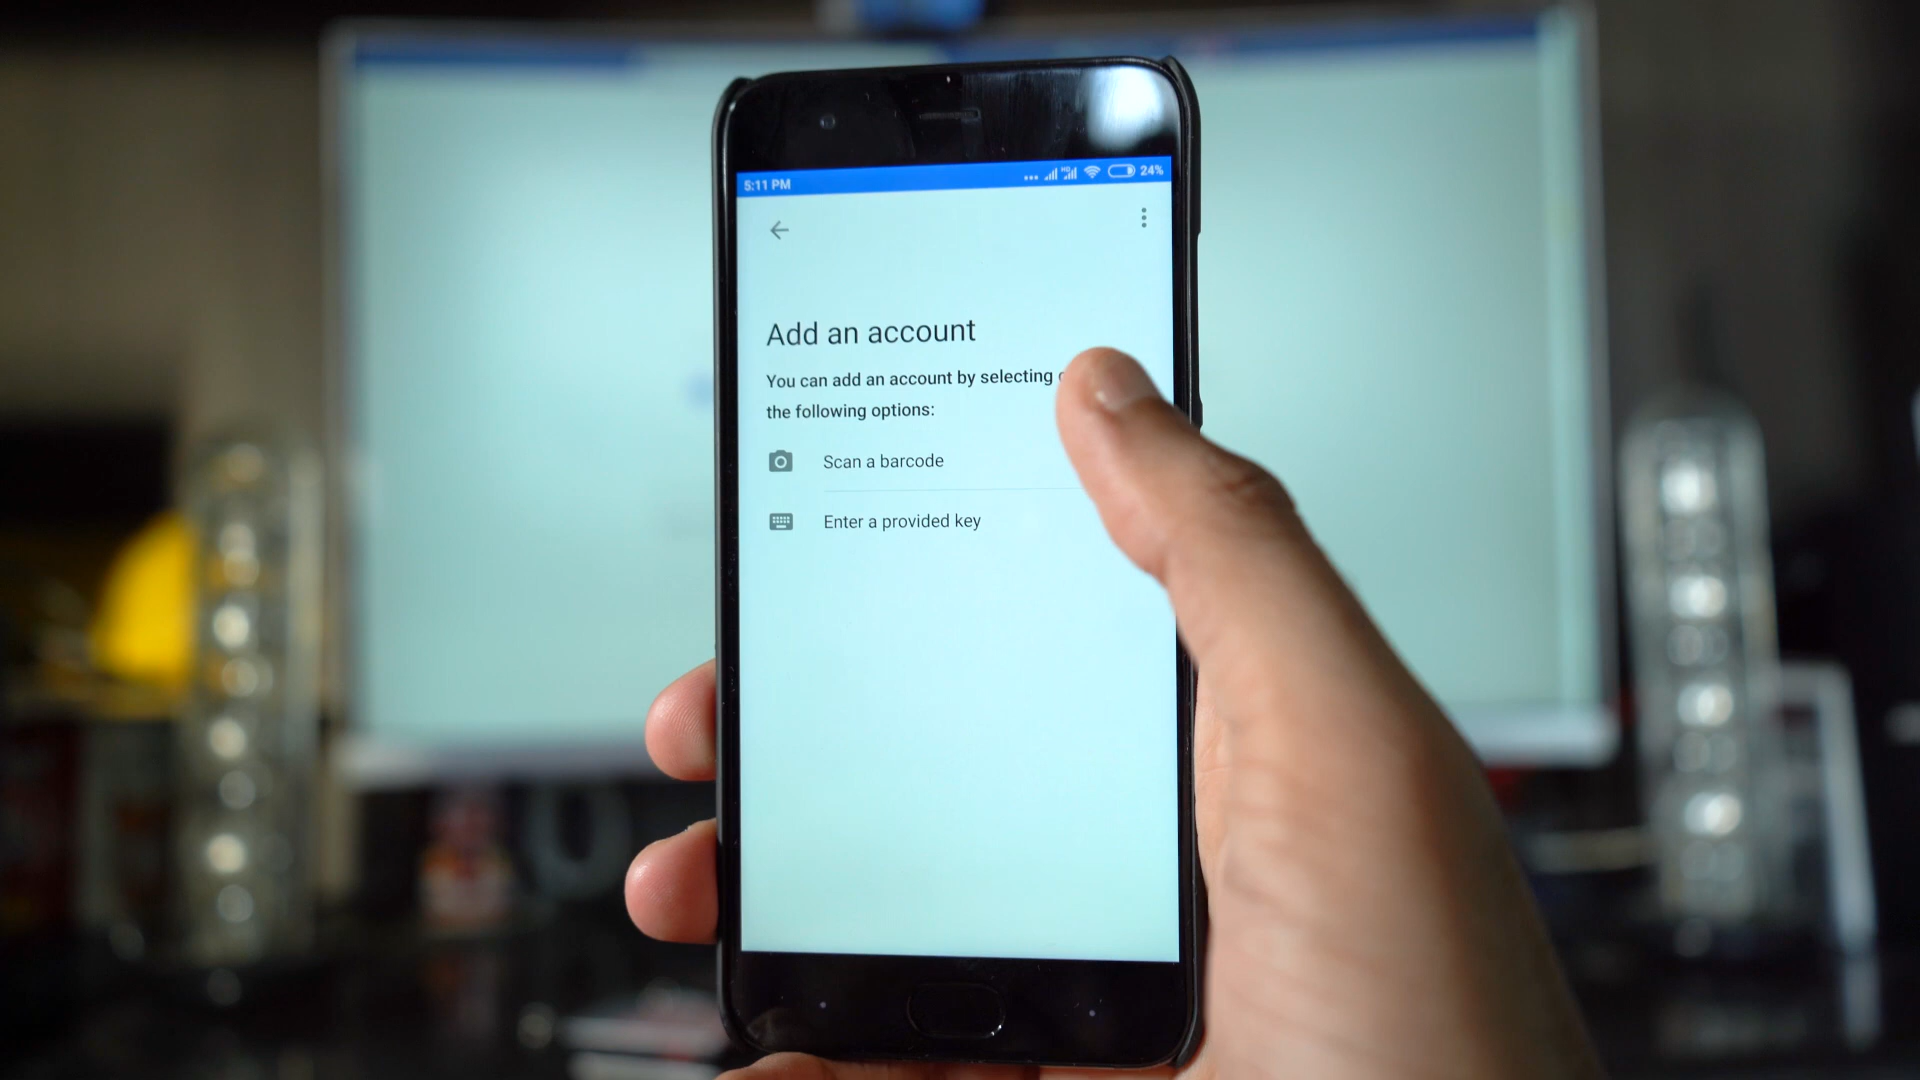 5:11 PM
HD
24%
Add an account
You can add an account by selecting
the following options:
Scan a barcode
Enter a provided key